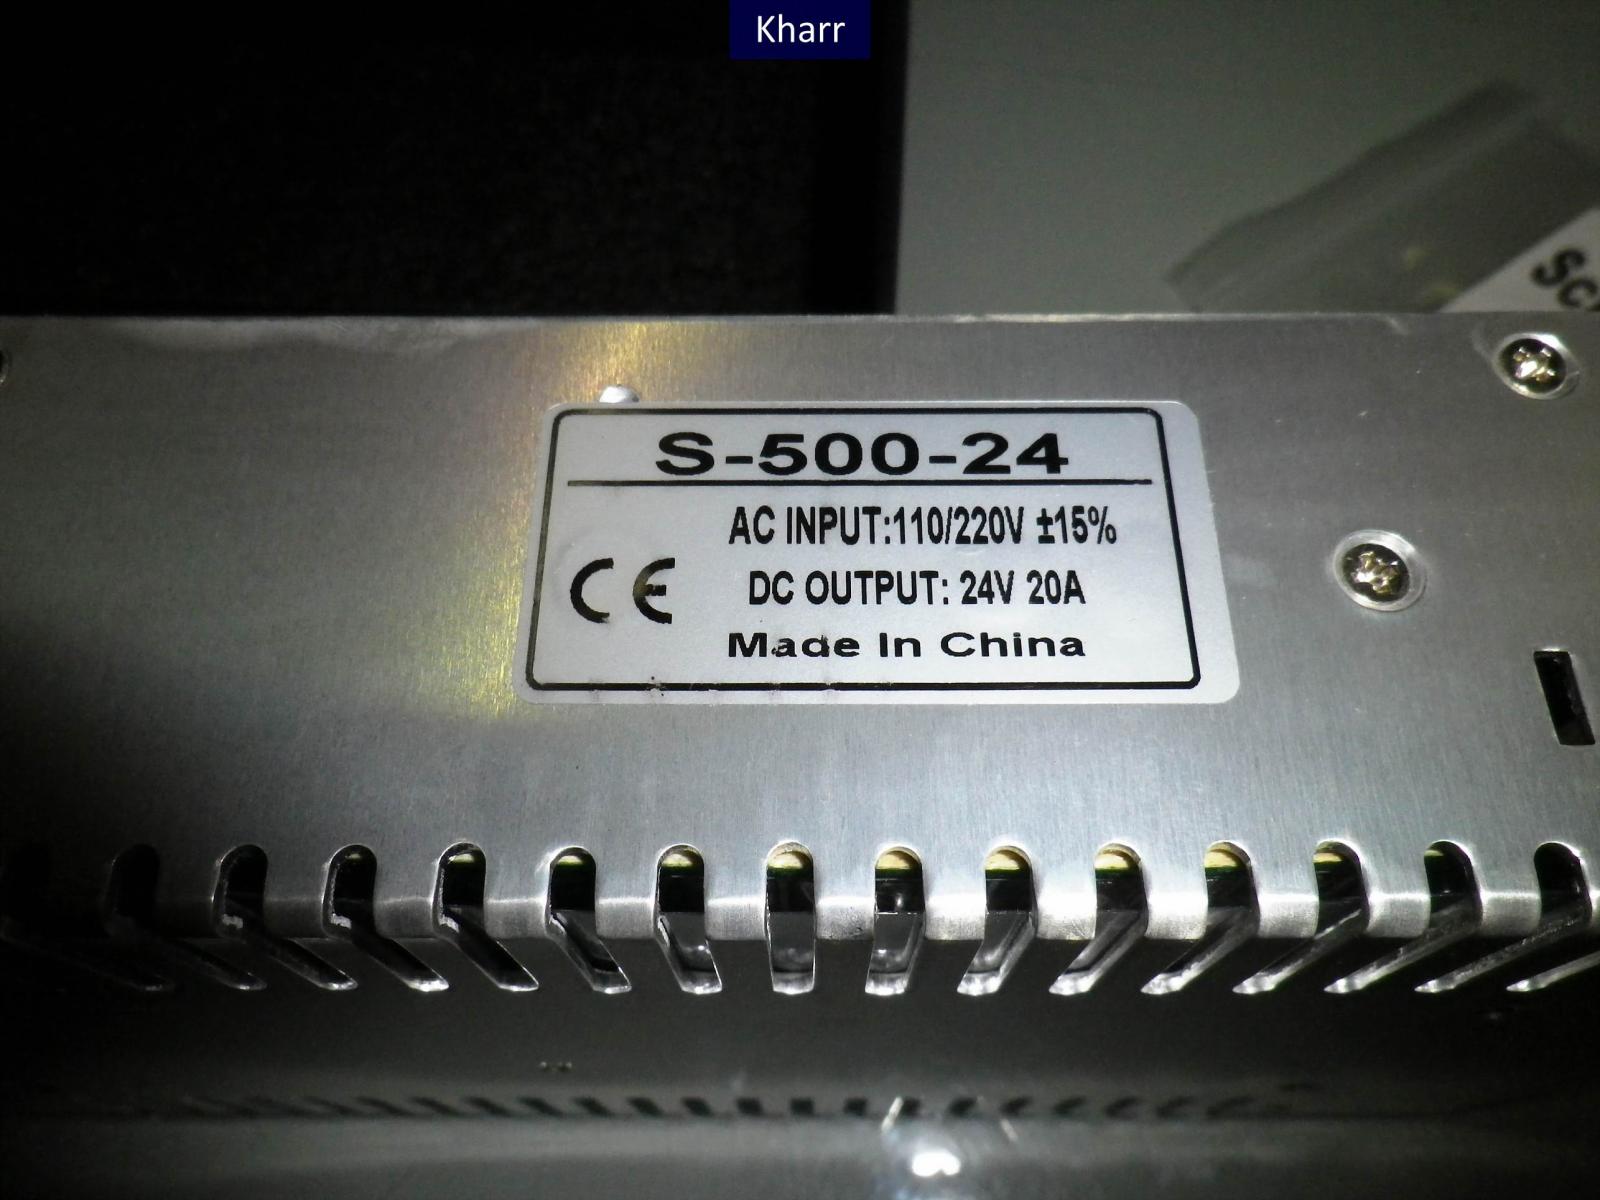 Kharr
S-500-24
AC INPUT:110/220V ±15%
CE
DC OUTPUT: 24V 20A
Made In China